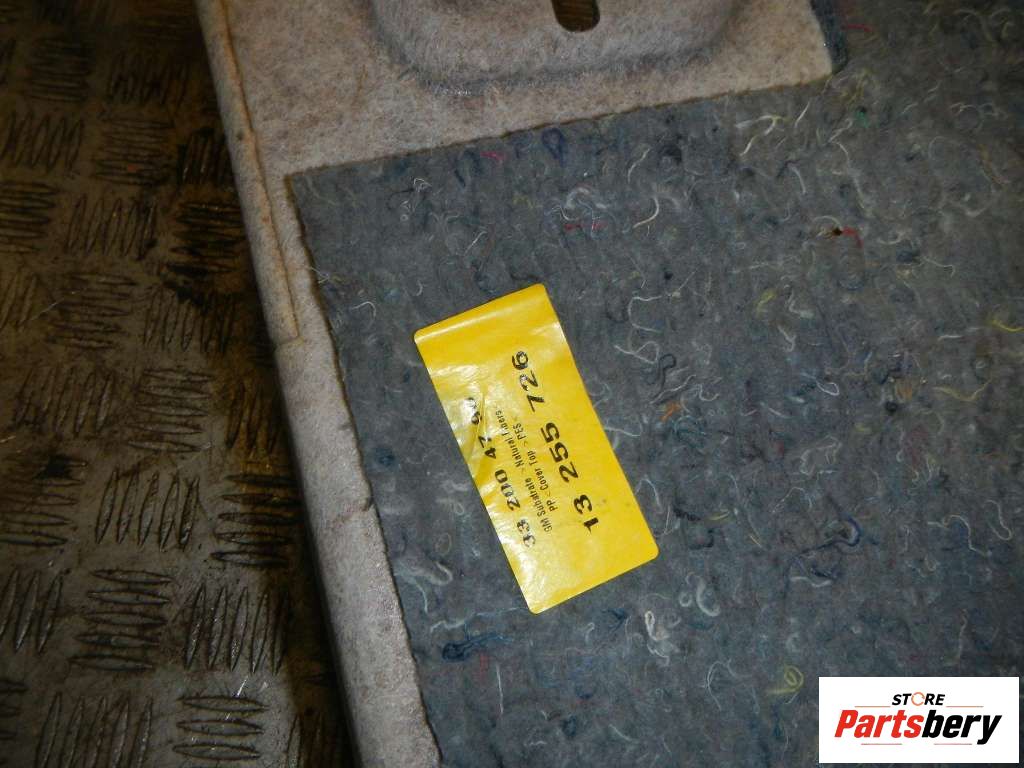 33 200 47
GM Substrate > Natural Fibers
PP < Cover Top > PES <
13 255 726
STORE
Partsbery